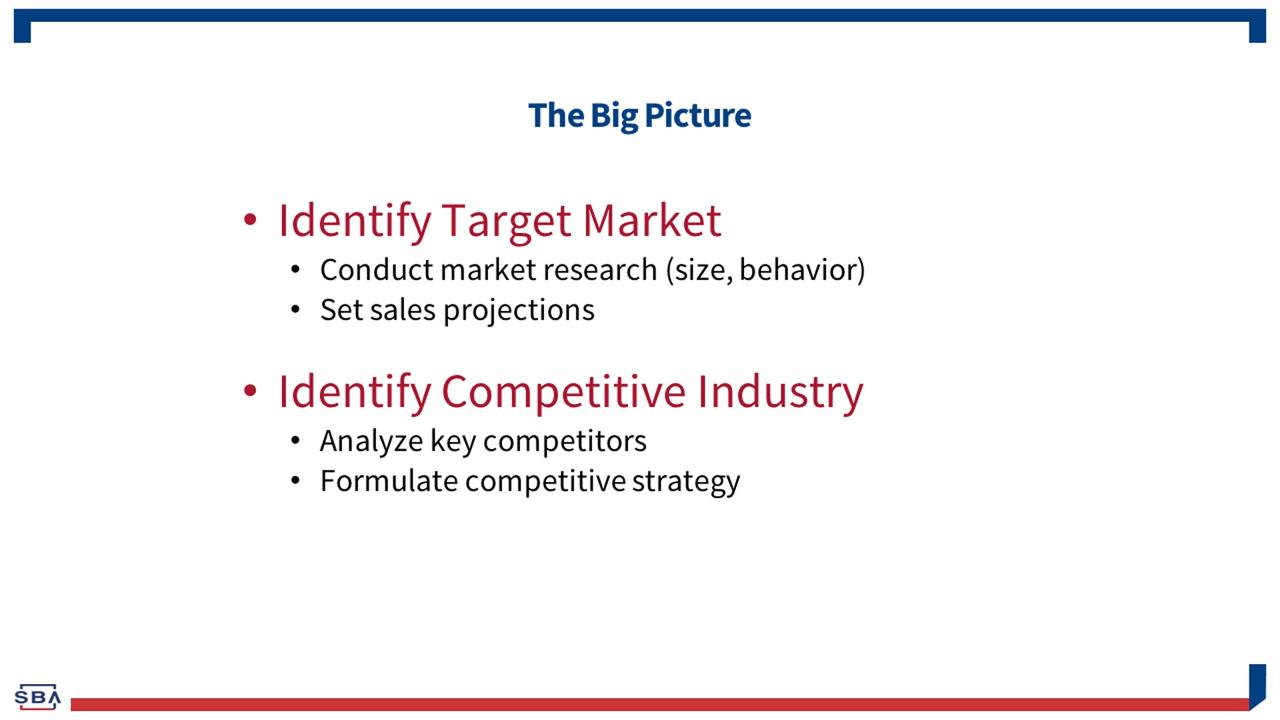 The Big Picture
• Identify Target Market
• Conduct market research (size, behavior)
• Set sales projections
• Identify Competitive Industry
• Analyze key competitors
• Formulate competitive strategy
SBA